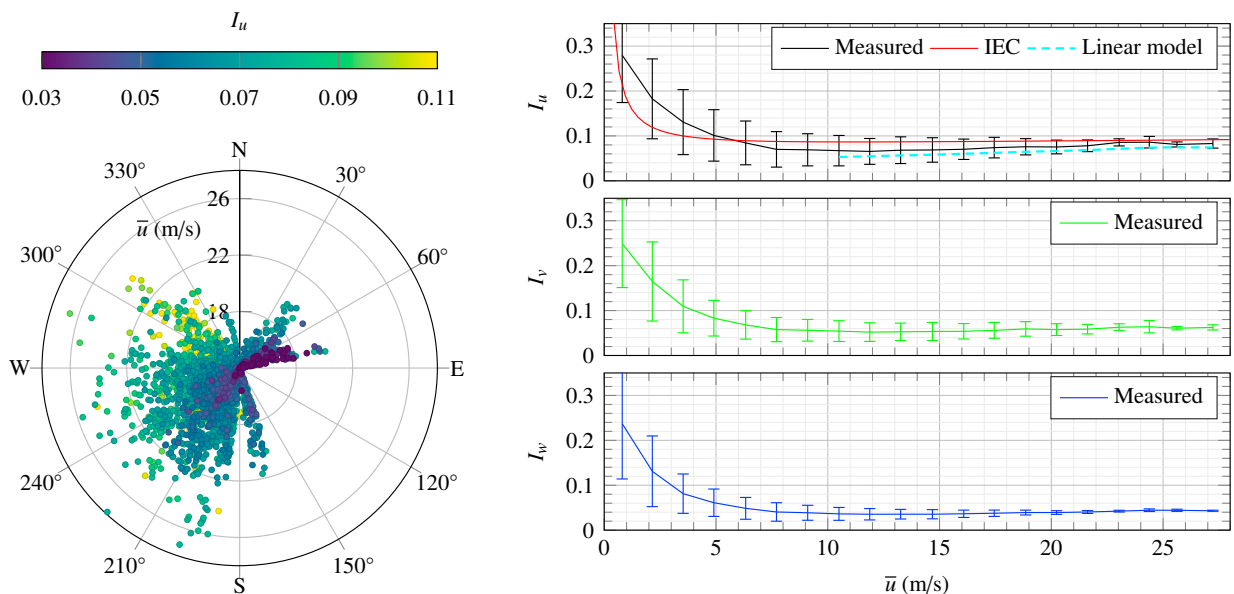 I_u
0.03 0.05 0.07 0.09 0.11
N
30°
60°
E
120°
150°
S
210°
240°
W
300°
330°
26
22
18
u̅ (m/s)
0.3
0.2
0.1
0
I_u
Measured IEC Linear model
0.3
0.2
0.1
0
I_v
Measured
0.3
0.2
0.1
0
I_w
Measured
0 5 10 15 20 25
u̅ (m/s)